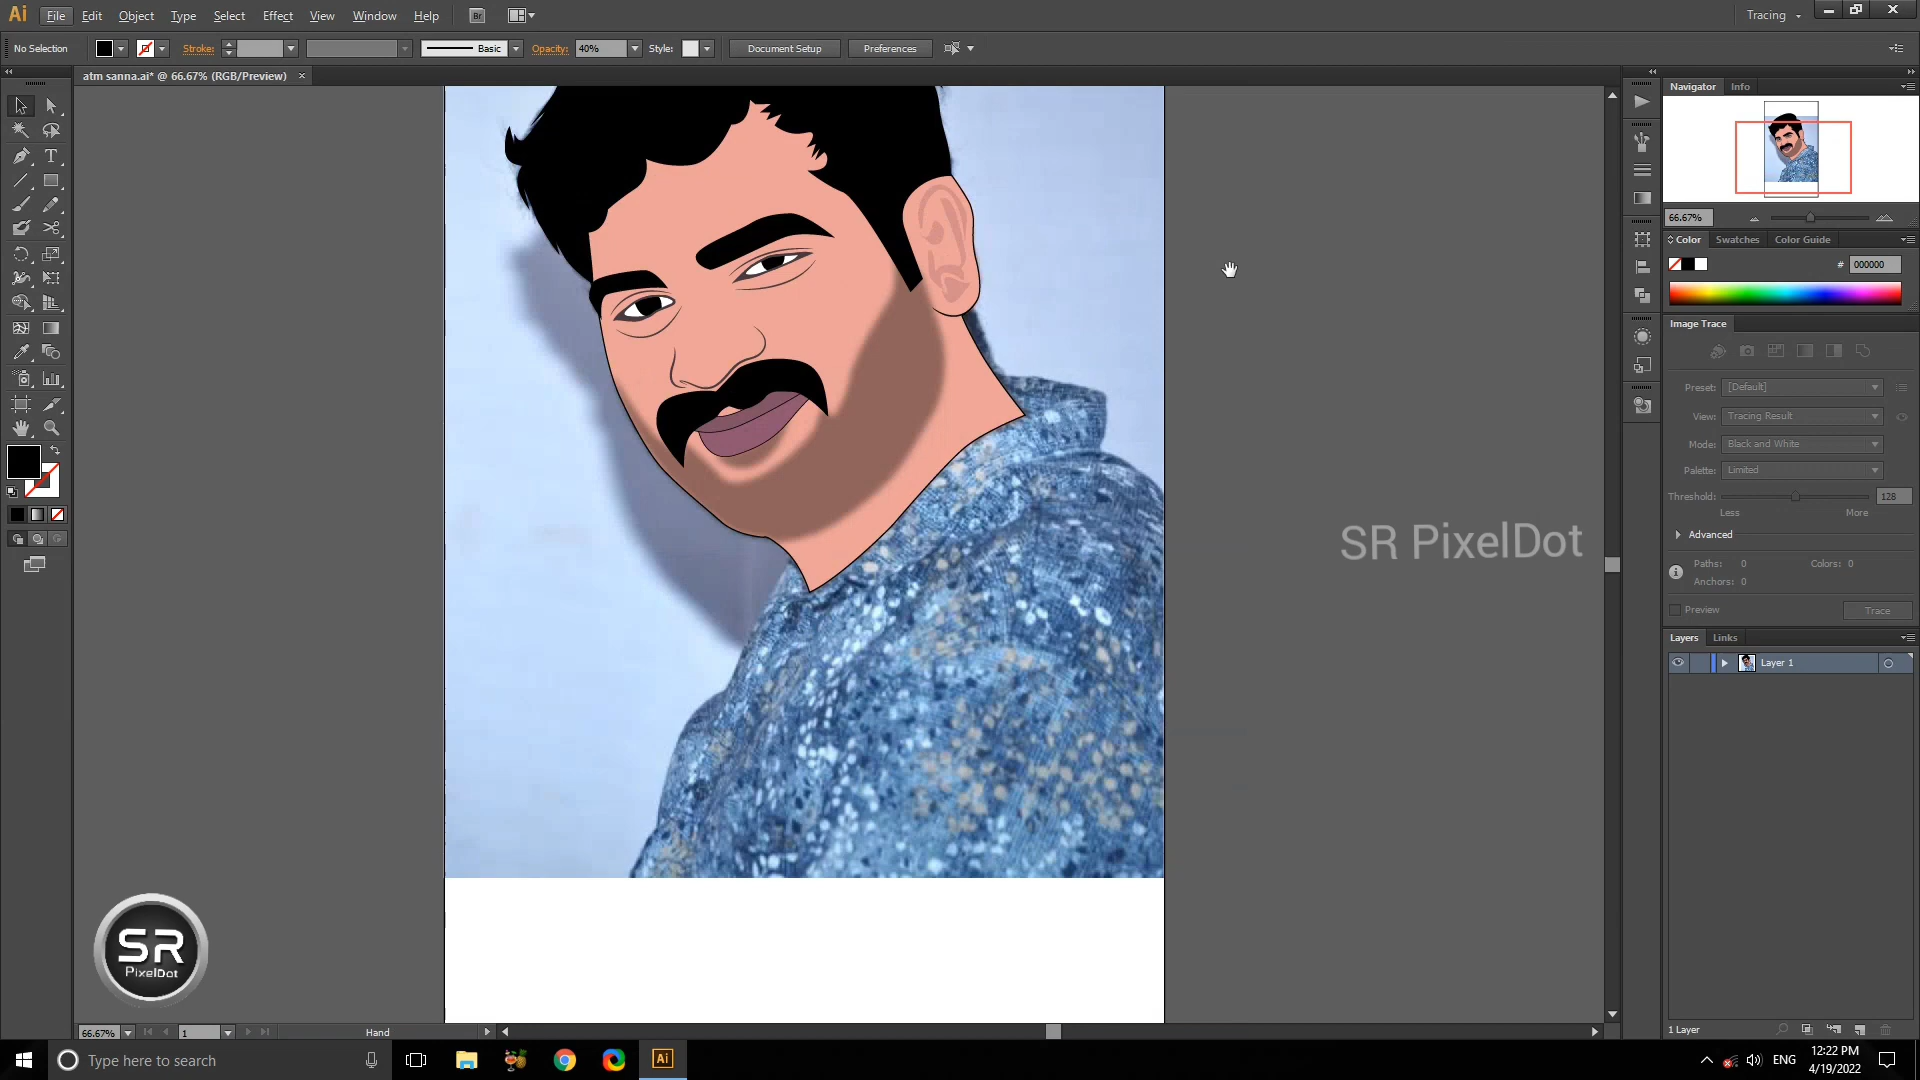 Ai File Edit Object Type Select Effect View Window Help Br Tracing
No Selection Stroke: Basic Opacity: 40% Style: Document Setup Preferences
atm sanna.ai* @ 66.67% (RGB/Preview) ×
Navigator Info
66.67%
Color Swatches Color Guide
# 000000
Image Trace
Preset: [Default]
View: Tracing Result
Mode: Black and White
Palette: Limited
Threshold: 128
Less More
Advanced
Paths: 0 Colors: 0
Anchors: 0
Preview Trace
Layers Links
Layer 1
1 Layer
SR PixelDot
SR
PixelDot
66.67% 1 Hand
Type here to search
Ai
ENG
12:22 PM
4/19/2022